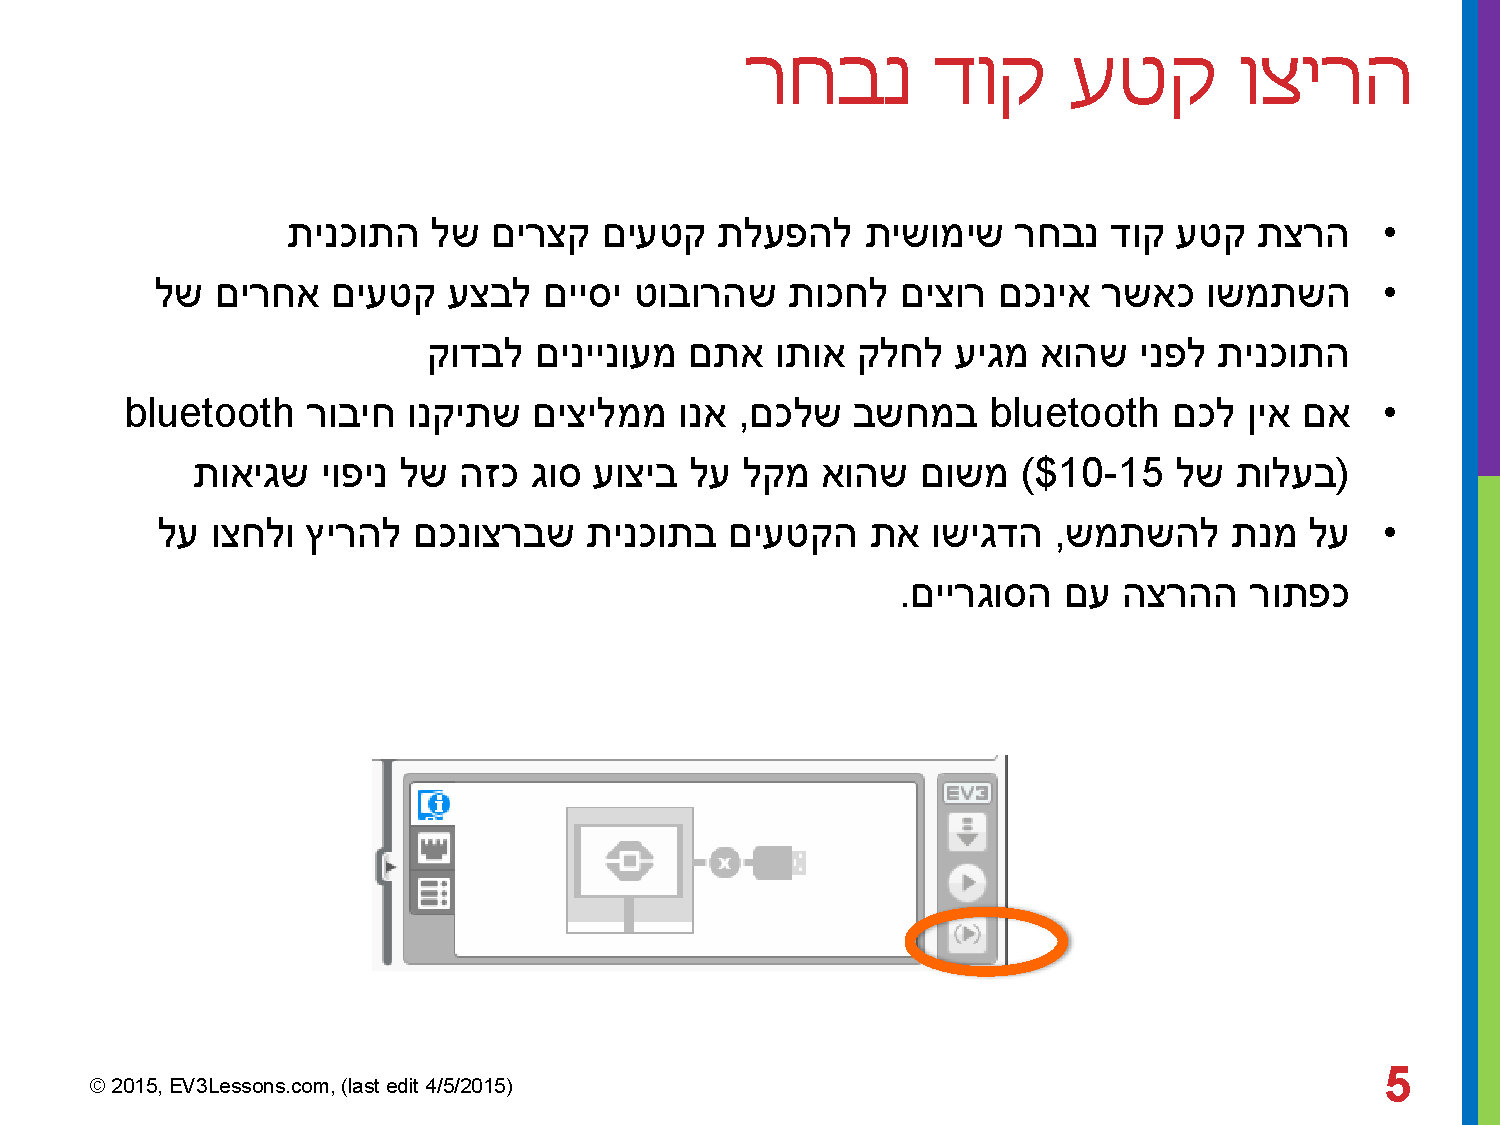 הריצו קטע קוד נבחר
• הרצת קטע קוד נבחר שימושית להפעלת קטעים קצרים של התוכנית
• השתמשו כאשר אינכם רוצים לחכות שהרובוט יסיים לבצע קטעים אחרים של
התוכנית לפני שהוא מגיע לחלק אותו אתם מעוניינים לבדוק
• אם אין לכם bluetooth במחשב שלכם, אנו ממליצים שתיקנו חיבור bluetooth
(בעלות של 10-15$) משום שהוא מקל על ביצוע סוג כזה של ניפוי שגיאות
• על מנת להשתמש, הדגישו את הקטעים בתוכנית שברצונכם להריץ ולחצו על
כפתור ההרצה עם הסוגריים.
EV3
© 2015, EV3Lessons.com, (last edit 4/5/2015)
5